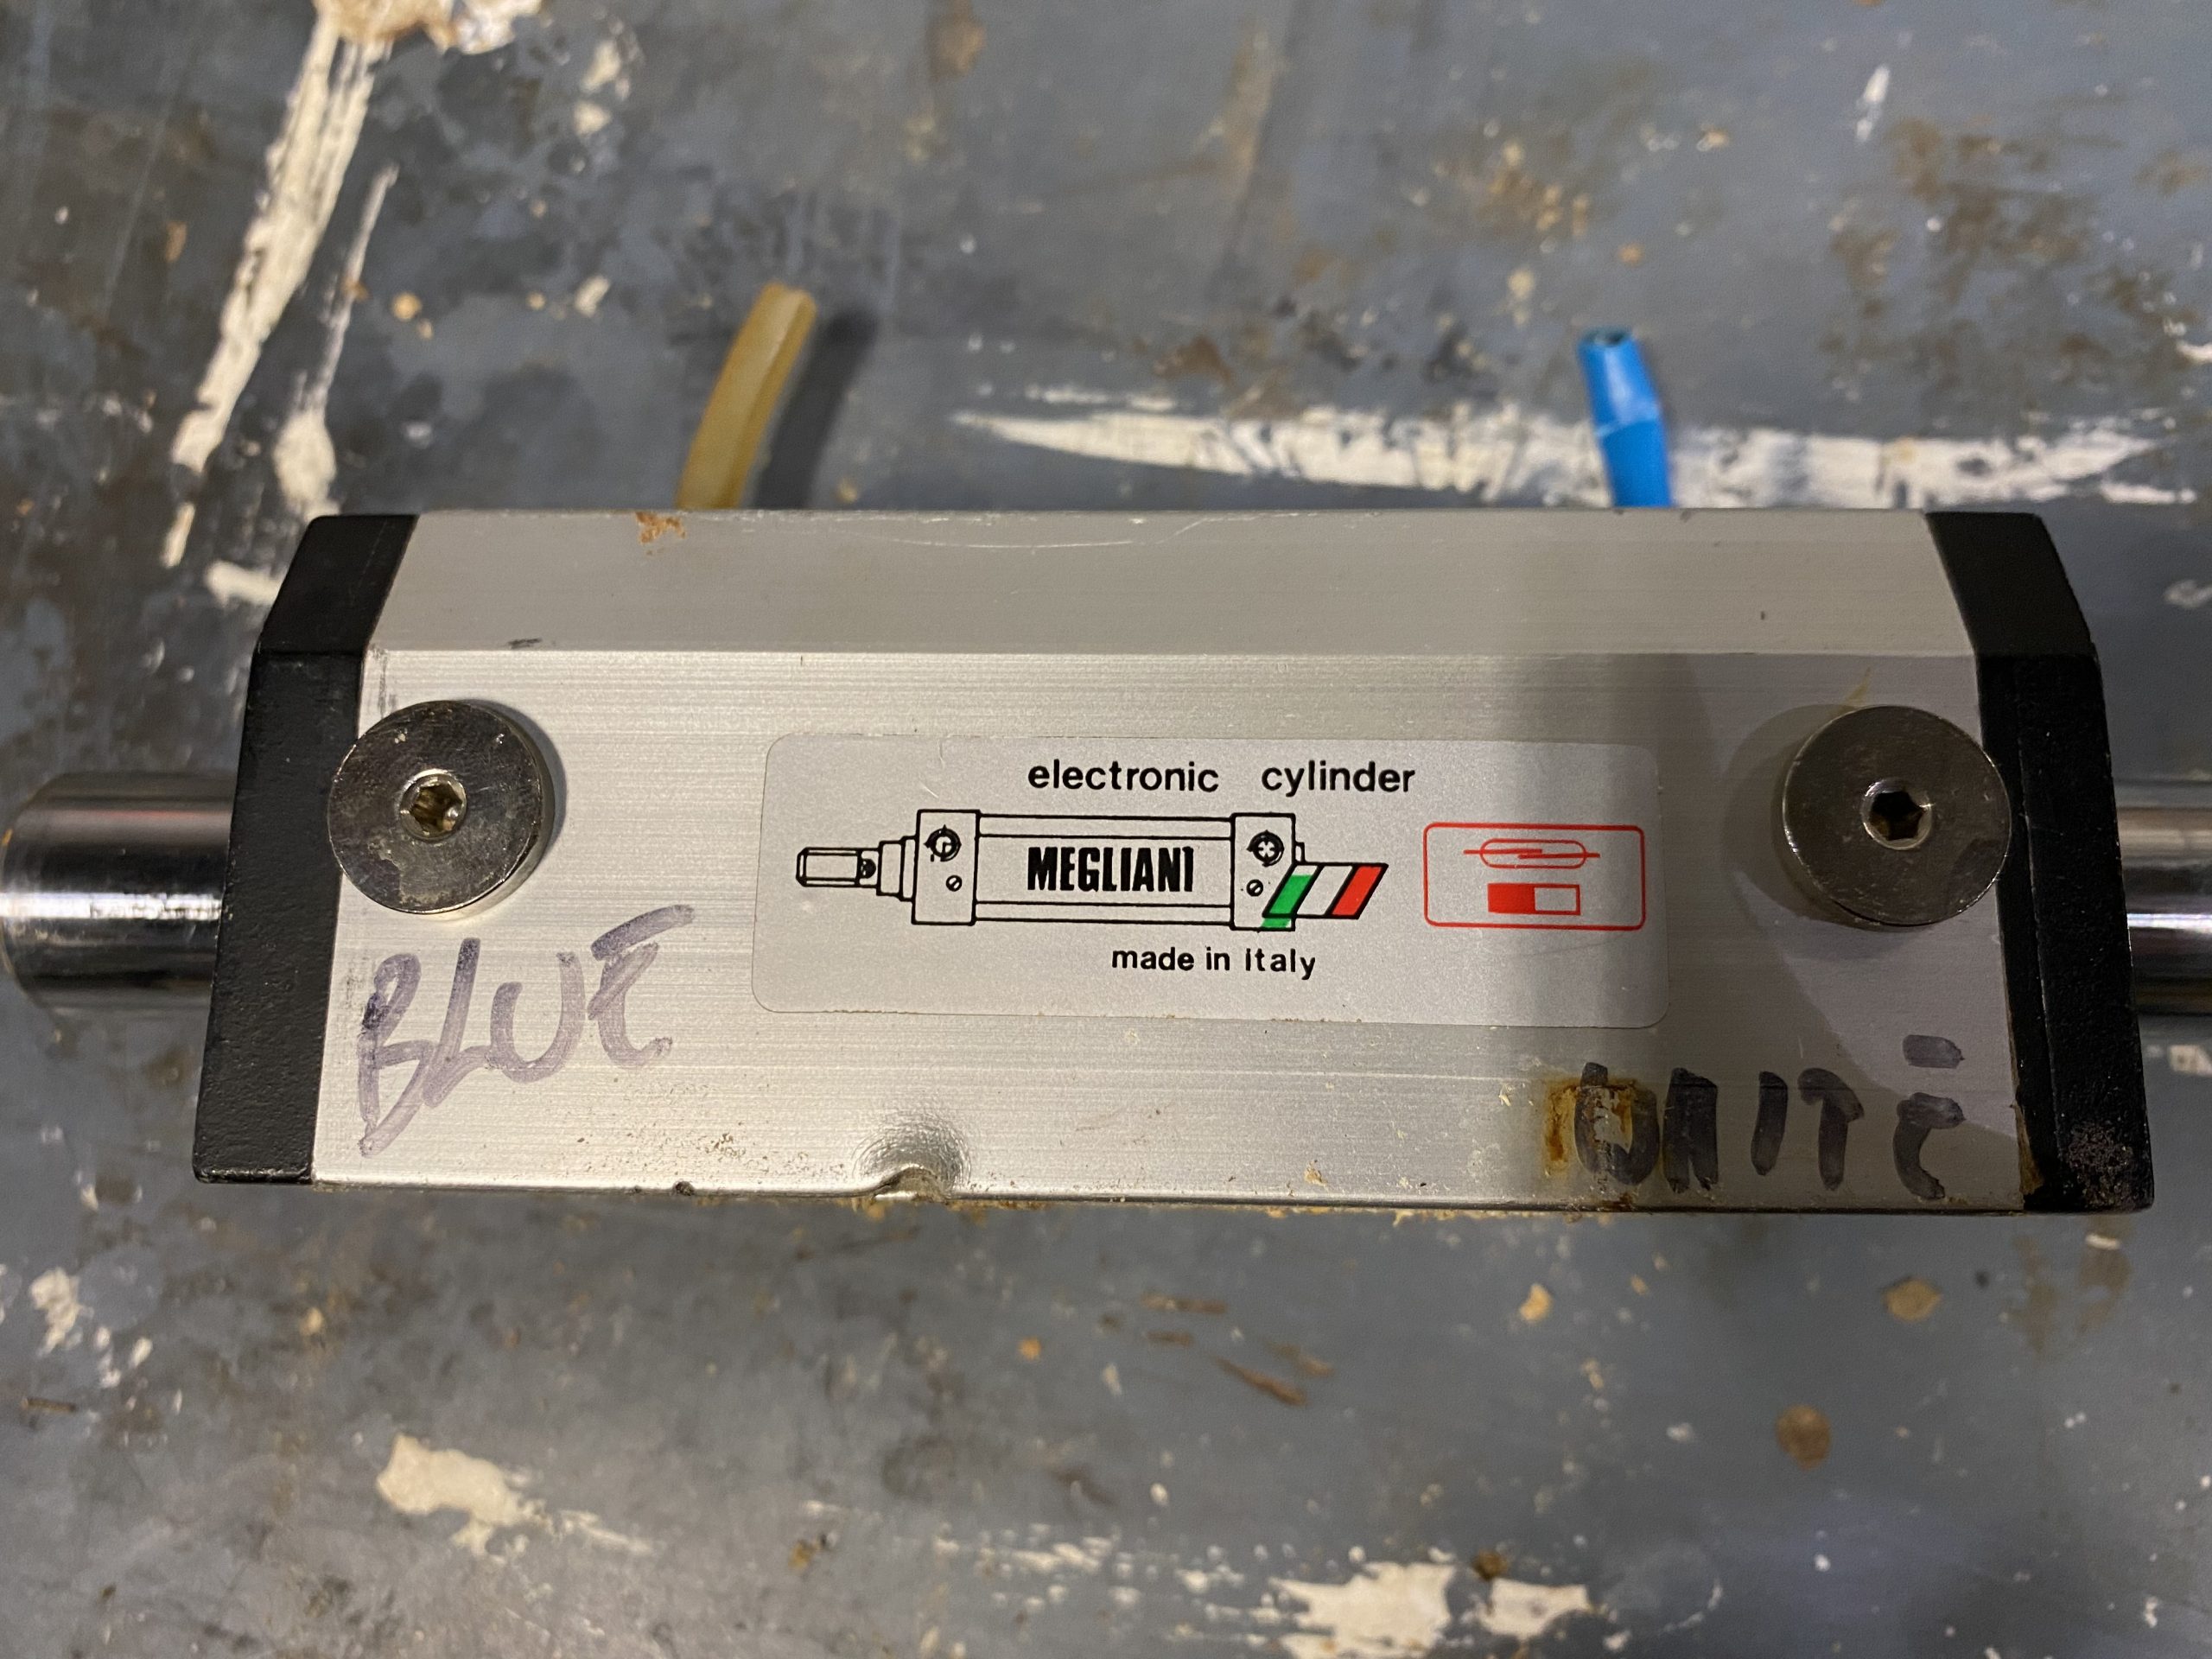 electronic cylinder
MEGLIANI
made in Italy
BLUE
WHITE